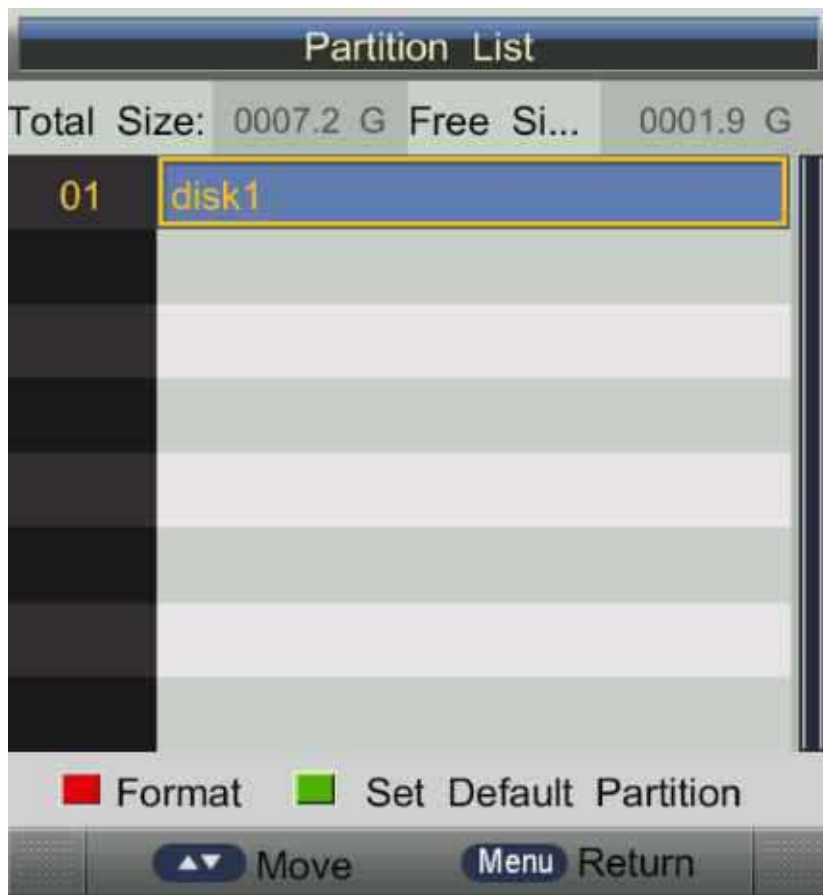 Partition List
Total Size: 0007.2 G Free Si... 0001.9 G
01 disk1
Format Set Default Partition
Move Menu Return